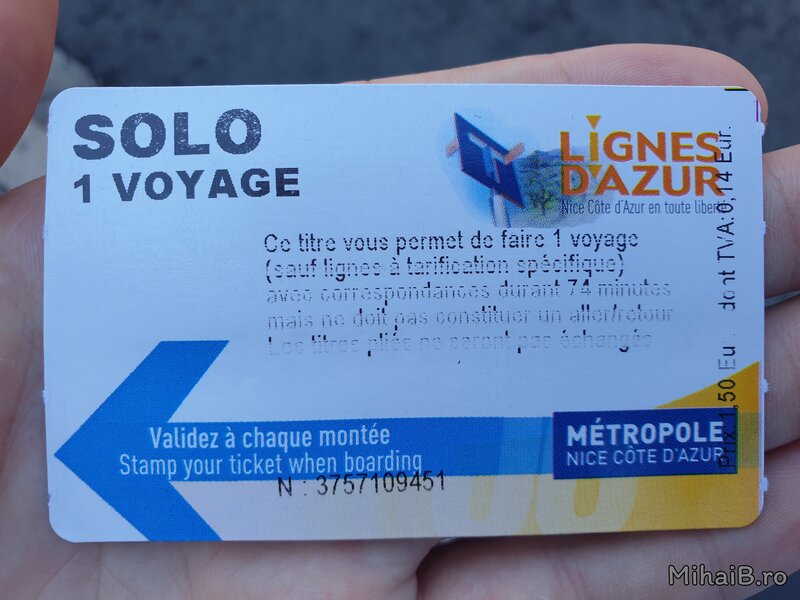 SOLO
1 VOYAGE
LiGNES
D'AZUR
Nice Côte d'Azur en toute liberté
Ce titre vous permet de faire 1 voyage
(sauf lignes à tarification spécifique)
avec correspondances durant 74 minutes
mais ne doit pas constituer un aller/retour.
Les titres pliés ne seront pas échangés.
Prix 1,50 Eur. dont TVA:0,14 Eur.
Validez à chaque montée
Stamp your ticket when boarding
N : 3757109451
MÉTROPOLE
NICE CÔTE D'AZUR
MihaiB.ro